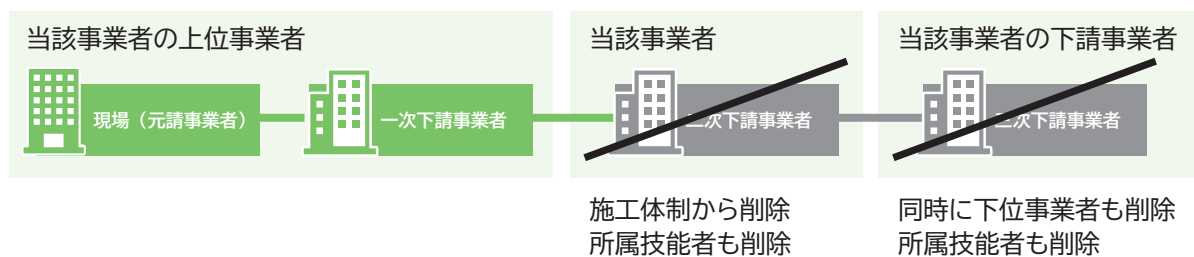 当該事業者の上位事業者
当該事業者
当該事業者の下請事業者
現場（元請事業者）
一次下請事業者
二次下請事業者
三次下請事業者
施工体制から削除
所属技能者も削除
同時に下位事業者も削除
所属技能者も削除